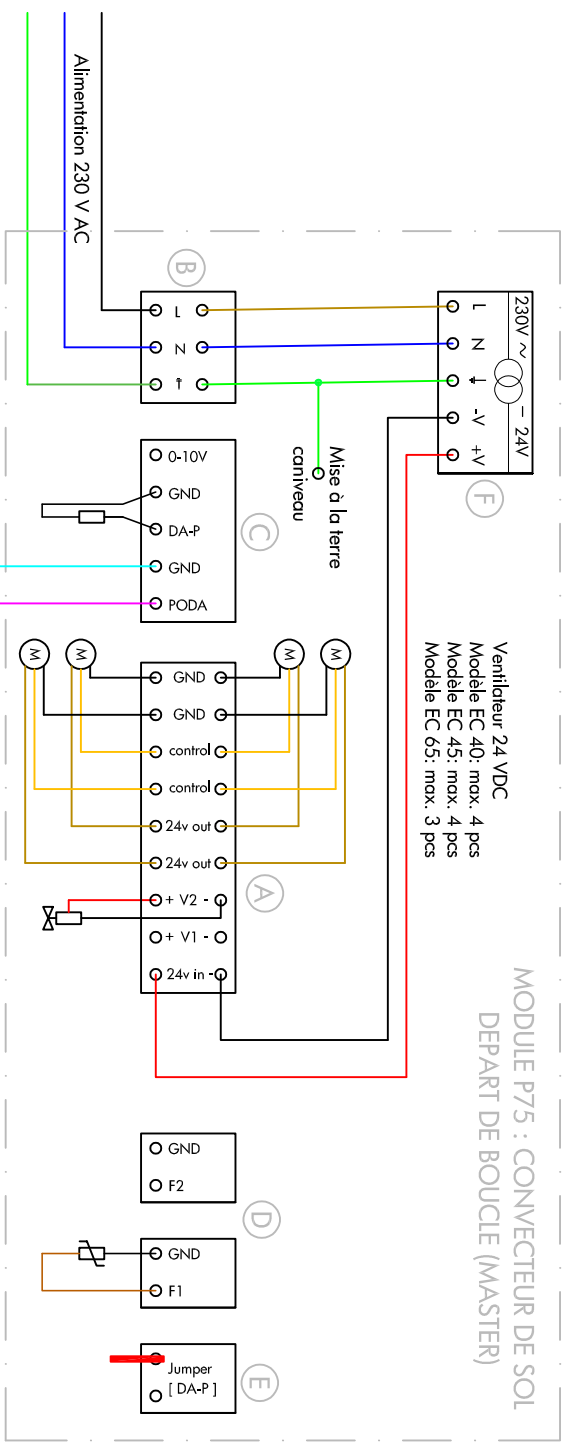 MODULE P75 : CONVECTEUR DE SOL
DEPART DE BOUCLE (MASTER)
Alimentation 230 V AC
B
L
N
230V ~
– 24V
L
N
-V
+V
F
Mise à la terre
caniveau
C
0-10V
GND
DA-P
GND
PODA
Ventilateur 24 VDC
Modèle EC 40: max. 4 pcs
Modèle EC 45: max. 4 pcs
Modèle EC 65: max. 3 pcs
M
M
M
M
GND
GND
control
control
24v out
24v out
+ V2 -
+ V1 -
24v in -
A
GND
F2
D
GND
F1
Jumper
[ DA-P ]
E